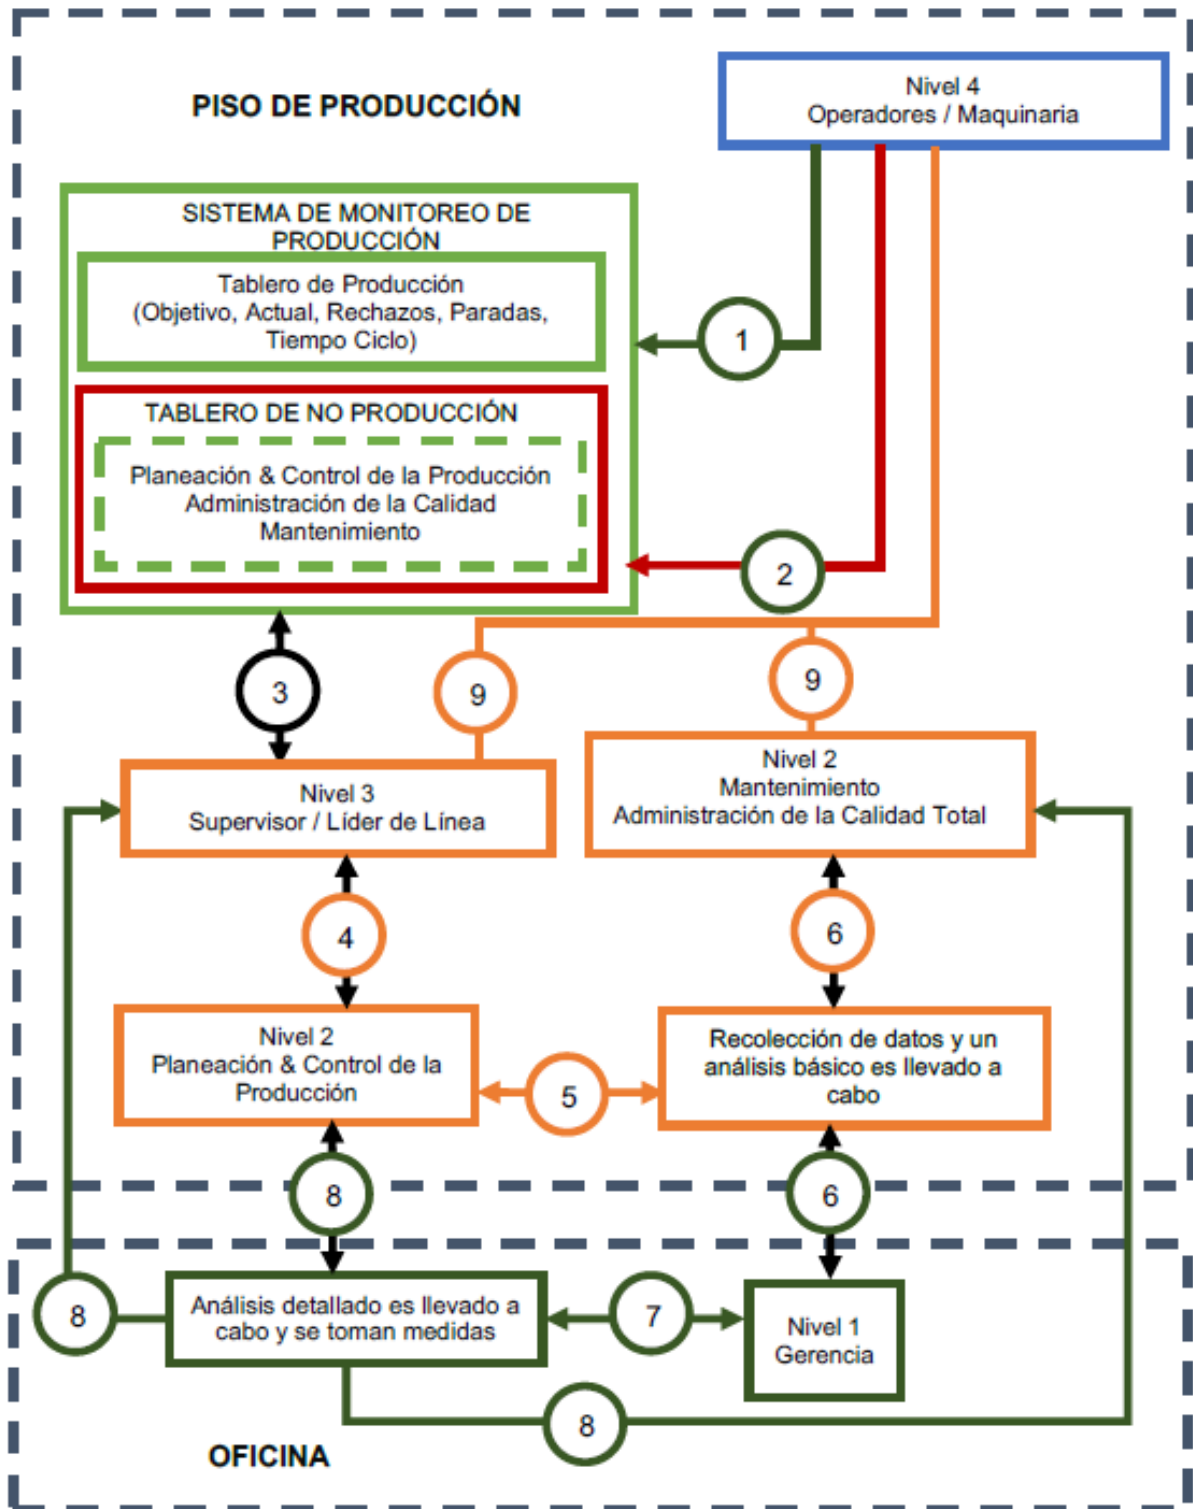 PISO DE PRODUCCIÓN
Nivel 4
Operadores / Maquinaria
SISTEMA DE MONITOREO DE
PRODUCCIÓN
Tablero de Producción
(Objetivo, Actual, Rechazos, Paradas,
Tiempo Ciclo)
1
TABLERO DE NO PRODUCCIÓN
Planeación & Control de la Producción
Administración de la Calidad
Mantenimiento
2
3
9
9
Nivel 3
Supervisor / Líder de Línea
Nivel 2
Mantenimiento
Administración de la Calidad Total
4
6
Nivel 2
Planeación & Control de la
Producción
5
Recolección de datos y un
análisis básico es llevado a
cabo
8
6
8
Análisis detallado es llevado a
cabo y se toman medidas
7
Nivel 1
Gerencia
8
OFICINA